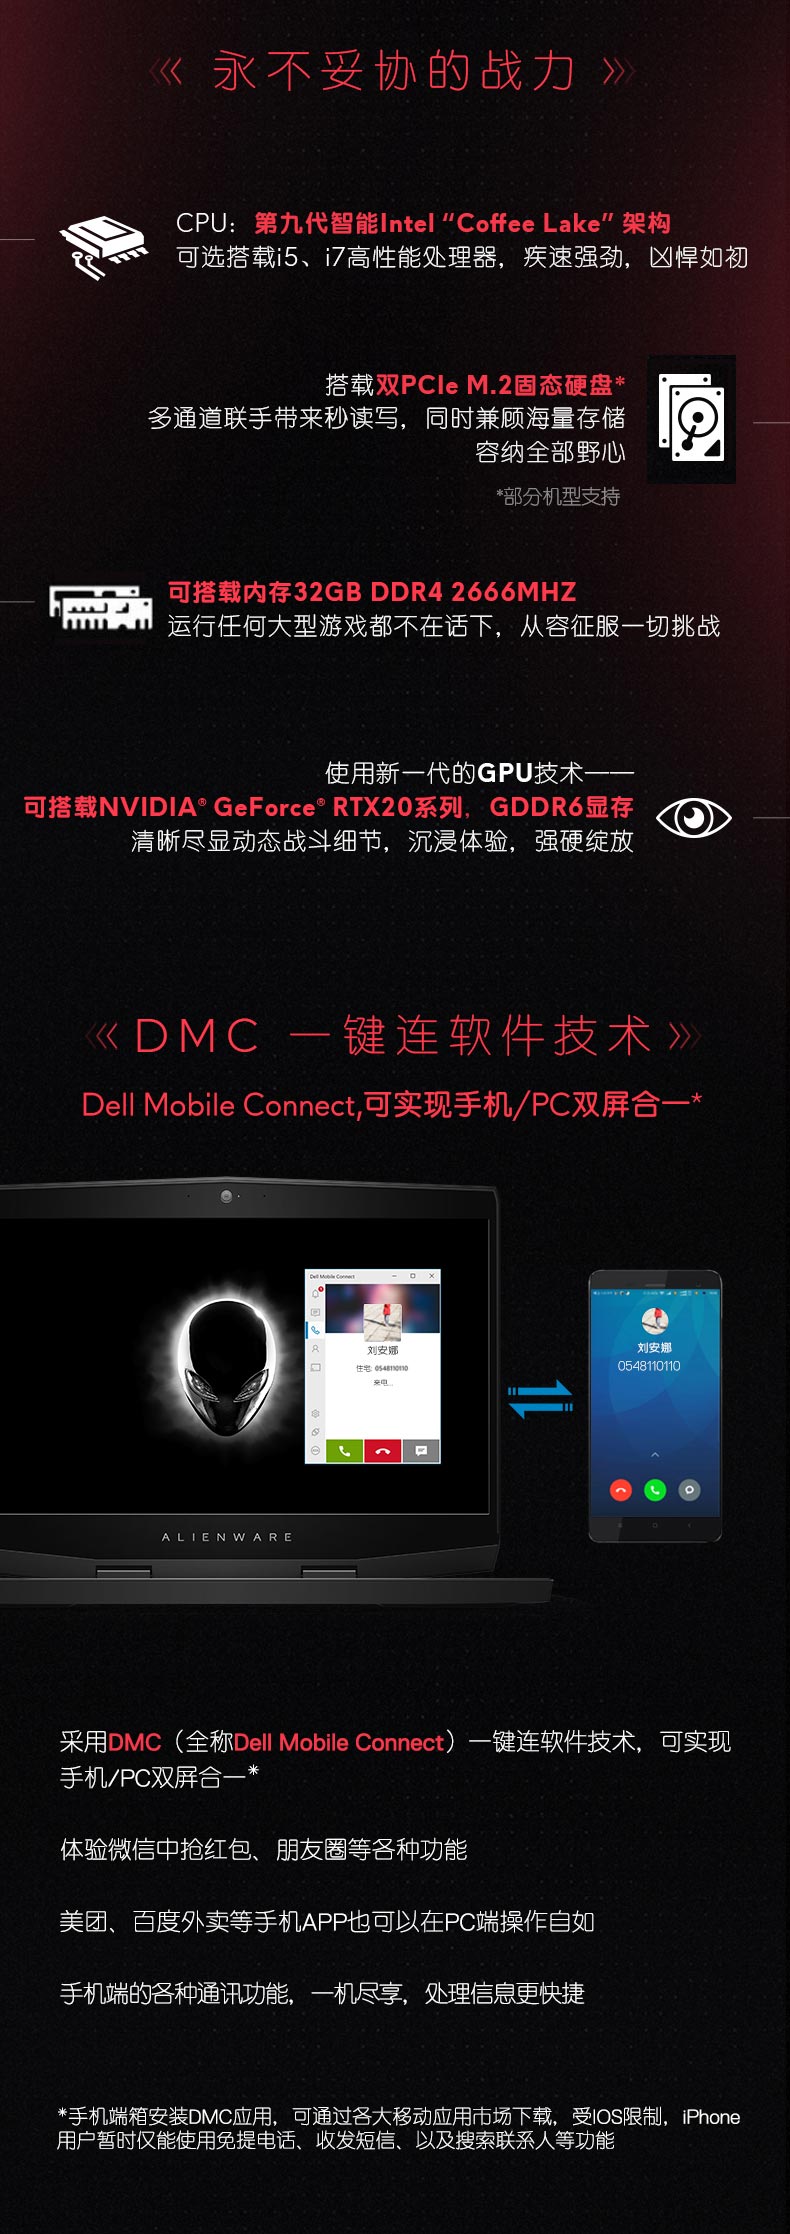 永不妥协的战力
CPU：第九代智能Intel “Coffee Lake” 架构
可选搭载i5、i7高性能处理器，疾速强劲，凶悍如初
搭载双PCIe M.2固态硬盘*
多通道联手带来秒读写，同时兼顾海量存储
容纳全部野心
*部分机型支持
可搭载内存32GB DDR4 2666MHZ
运行任何大型游戏都不在话下，从容征服一切挑战
使用新一代的GPU技术——
可搭载NVIDIA® GeForce® RTX20系列，GDDR6显存
清晰尽显动态战斗细节，沉浸体验，强硬绽放
DMC 一键连软件技术
Dell Mobile Connect,可实现手机/PC双屏合一*
Dell Mobile Connect
刘安娜
住宅: 0548110110
来电...
刘安娜
0548110110
ALIENWARE
采用DMC（全称Dell Mobile Connect）一键连软件技术，可实现
手机/PC双屏合一*
体验微信中抢红包、朋友圈等各种功能
美团、百度外卖等手机APP也可以在PC端操作自如
手机端的各种通讯功能，一机尽享，处理信息更快捷
*手机端箱安装DMC应用，可通过各大移动应用市场下载，受IOS限制，iPhone
用户暂时仅能使用免提电话、收发短信、以及搜索联系人等功能